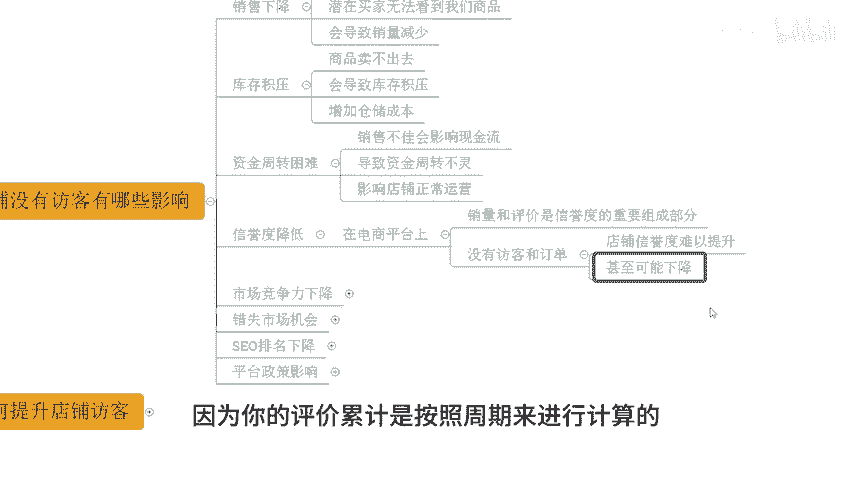 销售下降
潜在买家无法看到我们商品
会导致销量减少
商品卖不出去
库存积压
会导致库存积压
增加仓储成本
销售不佳会影响现金流
资金周转困难
导致资金周转不灵
影响店铺正常运营
铺没有访客有哪些影响
销量和评价是信誉度的重要组成部分
信誉度降低
在电商平台上
店铺信誉度难以提升
没有访客和订单
甚至可能下降
市场竞争力下降
错失市场机会
SEO排名下降
平台政策影响
何提升店铺访客
因为你的评价累计是按照周期来进行计算的